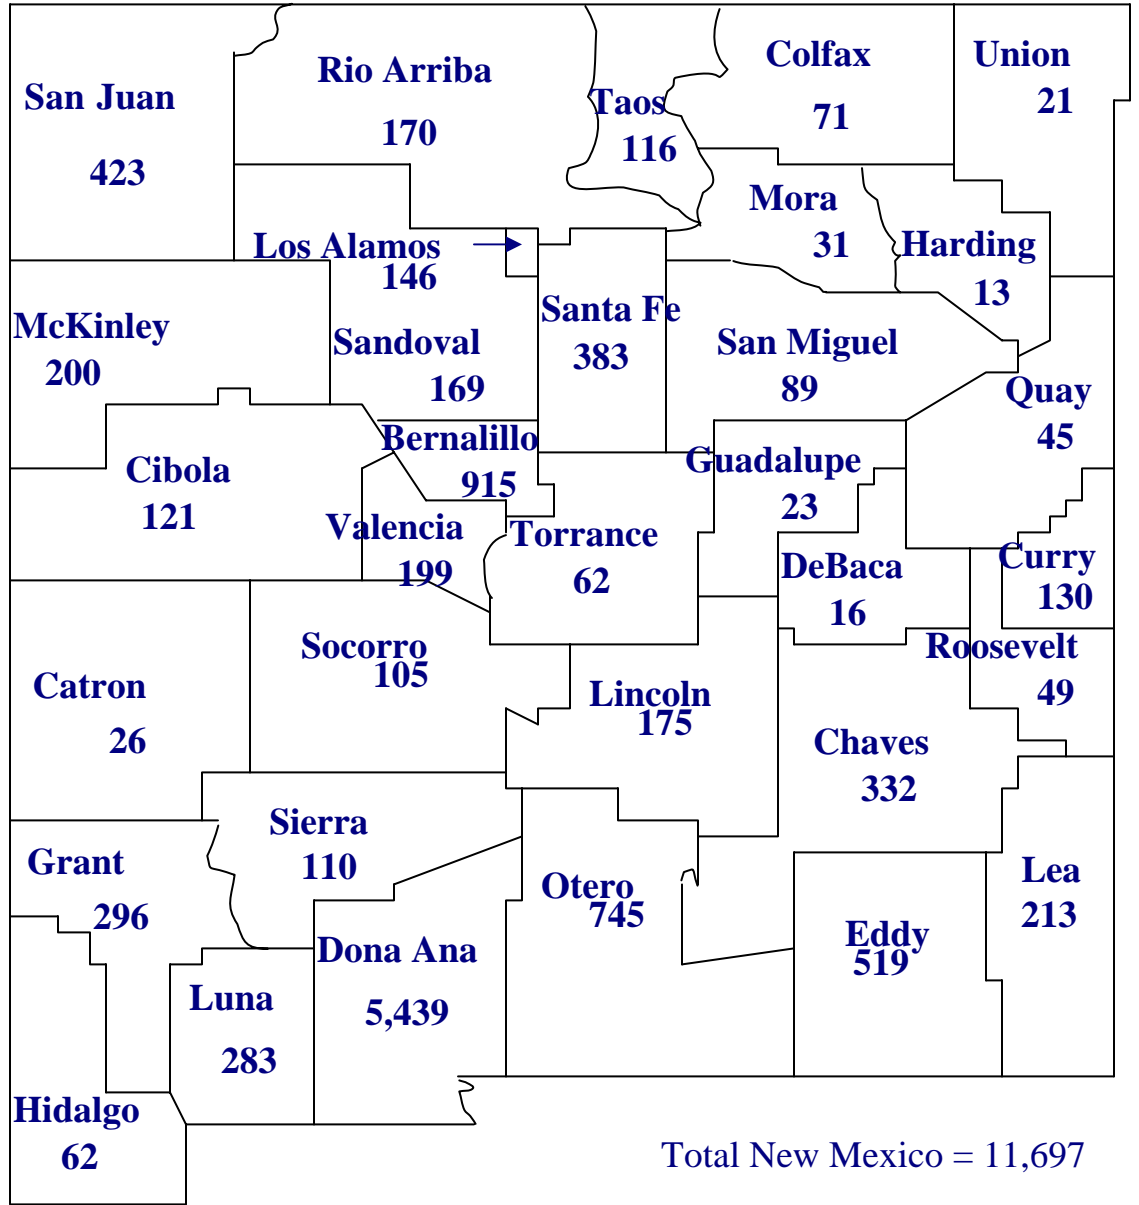 San Juan
423
Rio Arriba
170
Taos
116
Colfax
71
Union
21
Los Alamos
146
Mora
31
Harding
13
McKinley
200
Sandoval
169
Santa Fe
383
San Miguel
89
Quay
45
Cibola
121
Bernalillo
915
Guadalupe
23
Valencia
199
Torrance
62
DeBaca
16
Curry
130
Catron
26
Socorro
105
Lincoln
175
Roosevelt
49
Chaves
332
Grant
296
Sierra
110
Otero
745
Lea
213
Luna
283
Dona Ana
5,439
Eddy
519
Hidalgo
62
Total New Mexico = 11,697